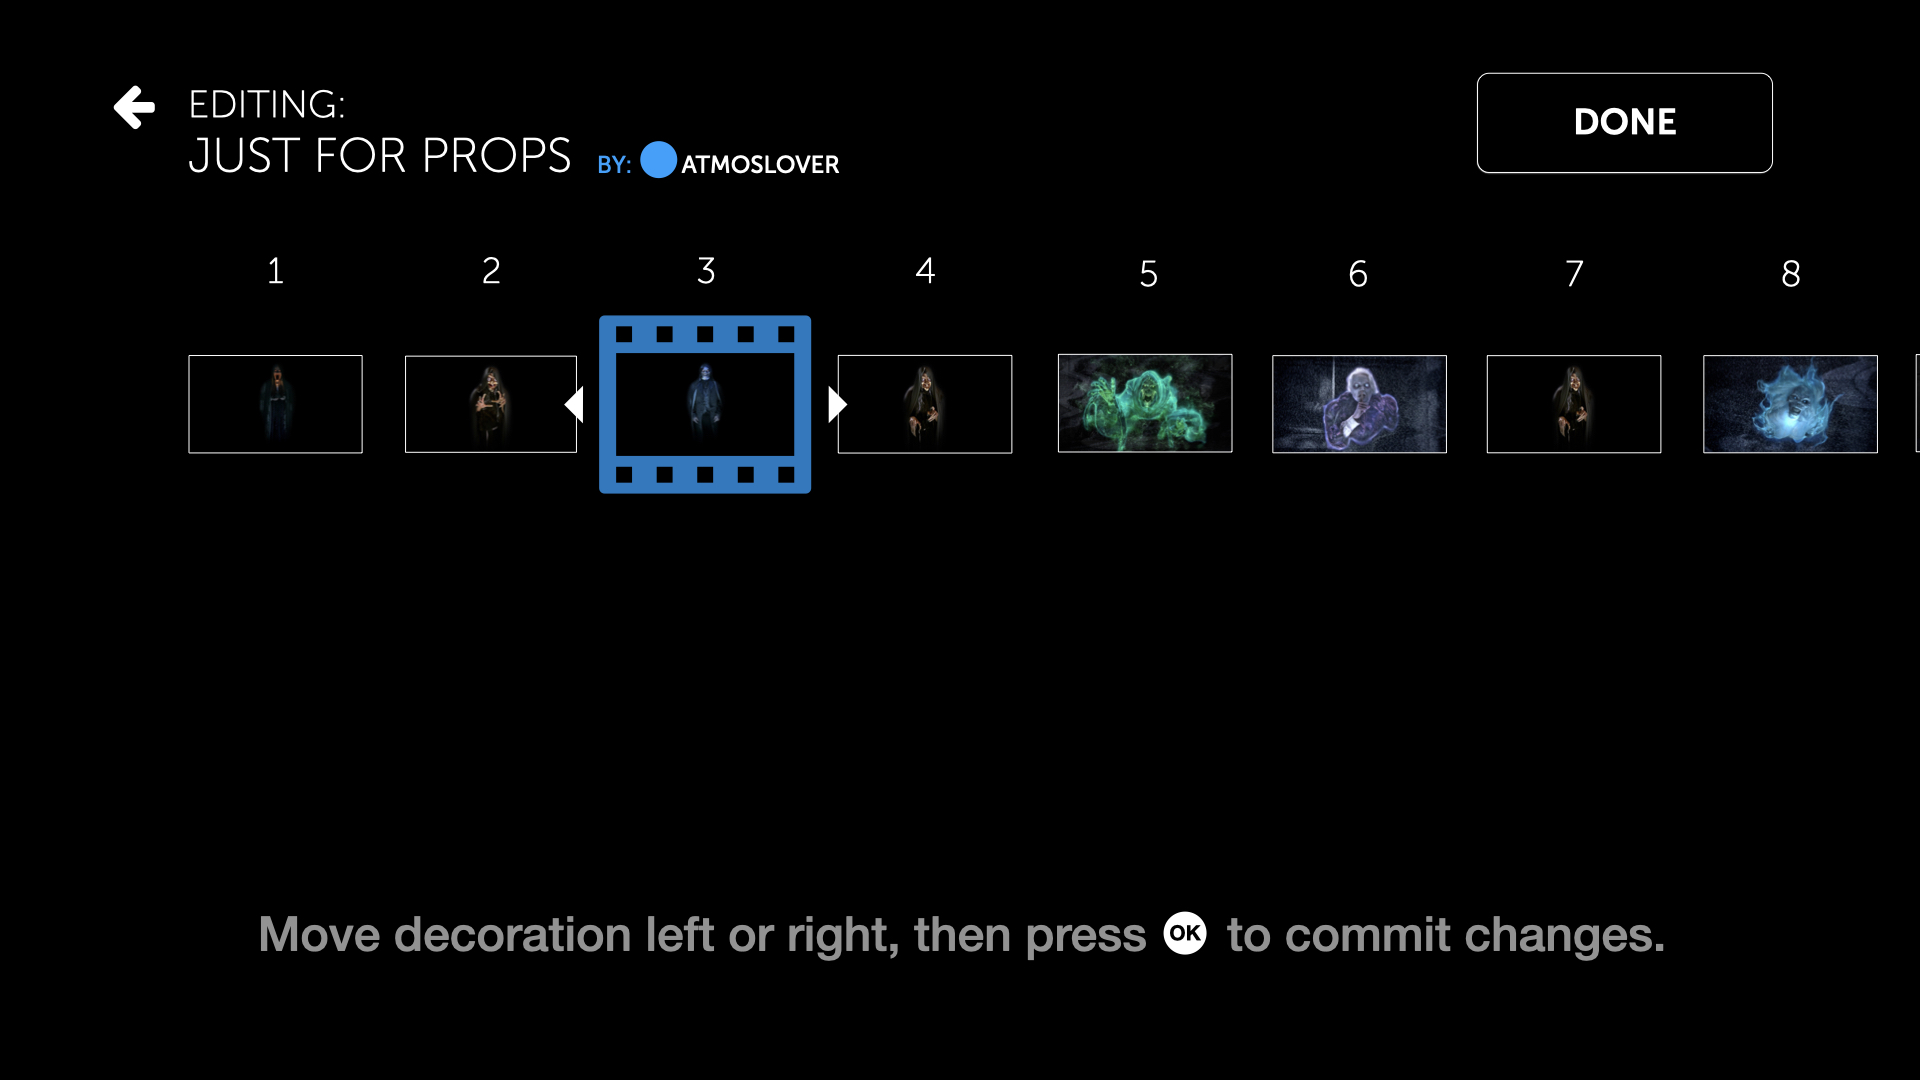 EDITING:
JUST FOR PROPS BY: ATMOSLOVER
DONE
1 2 3 4 5 6 7 8
Move decoration left or right, then press OK to commit changes.